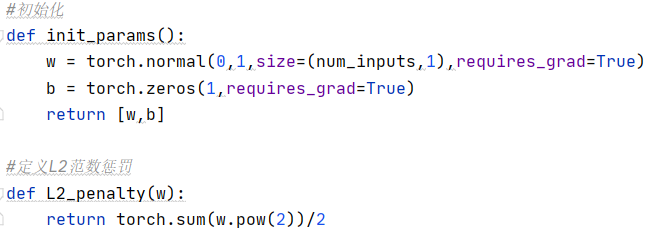 #初始化
def init_params():
    w = torch.normal(0,1,size=(num_inputs,1),requires_grad=True)
    b = torch.zeros(1,requires_grad=True)
    return [w,b]
#定义L2范数惩罚
def L2_penalty(w):
    return torch.sum(w.pow(2))/2